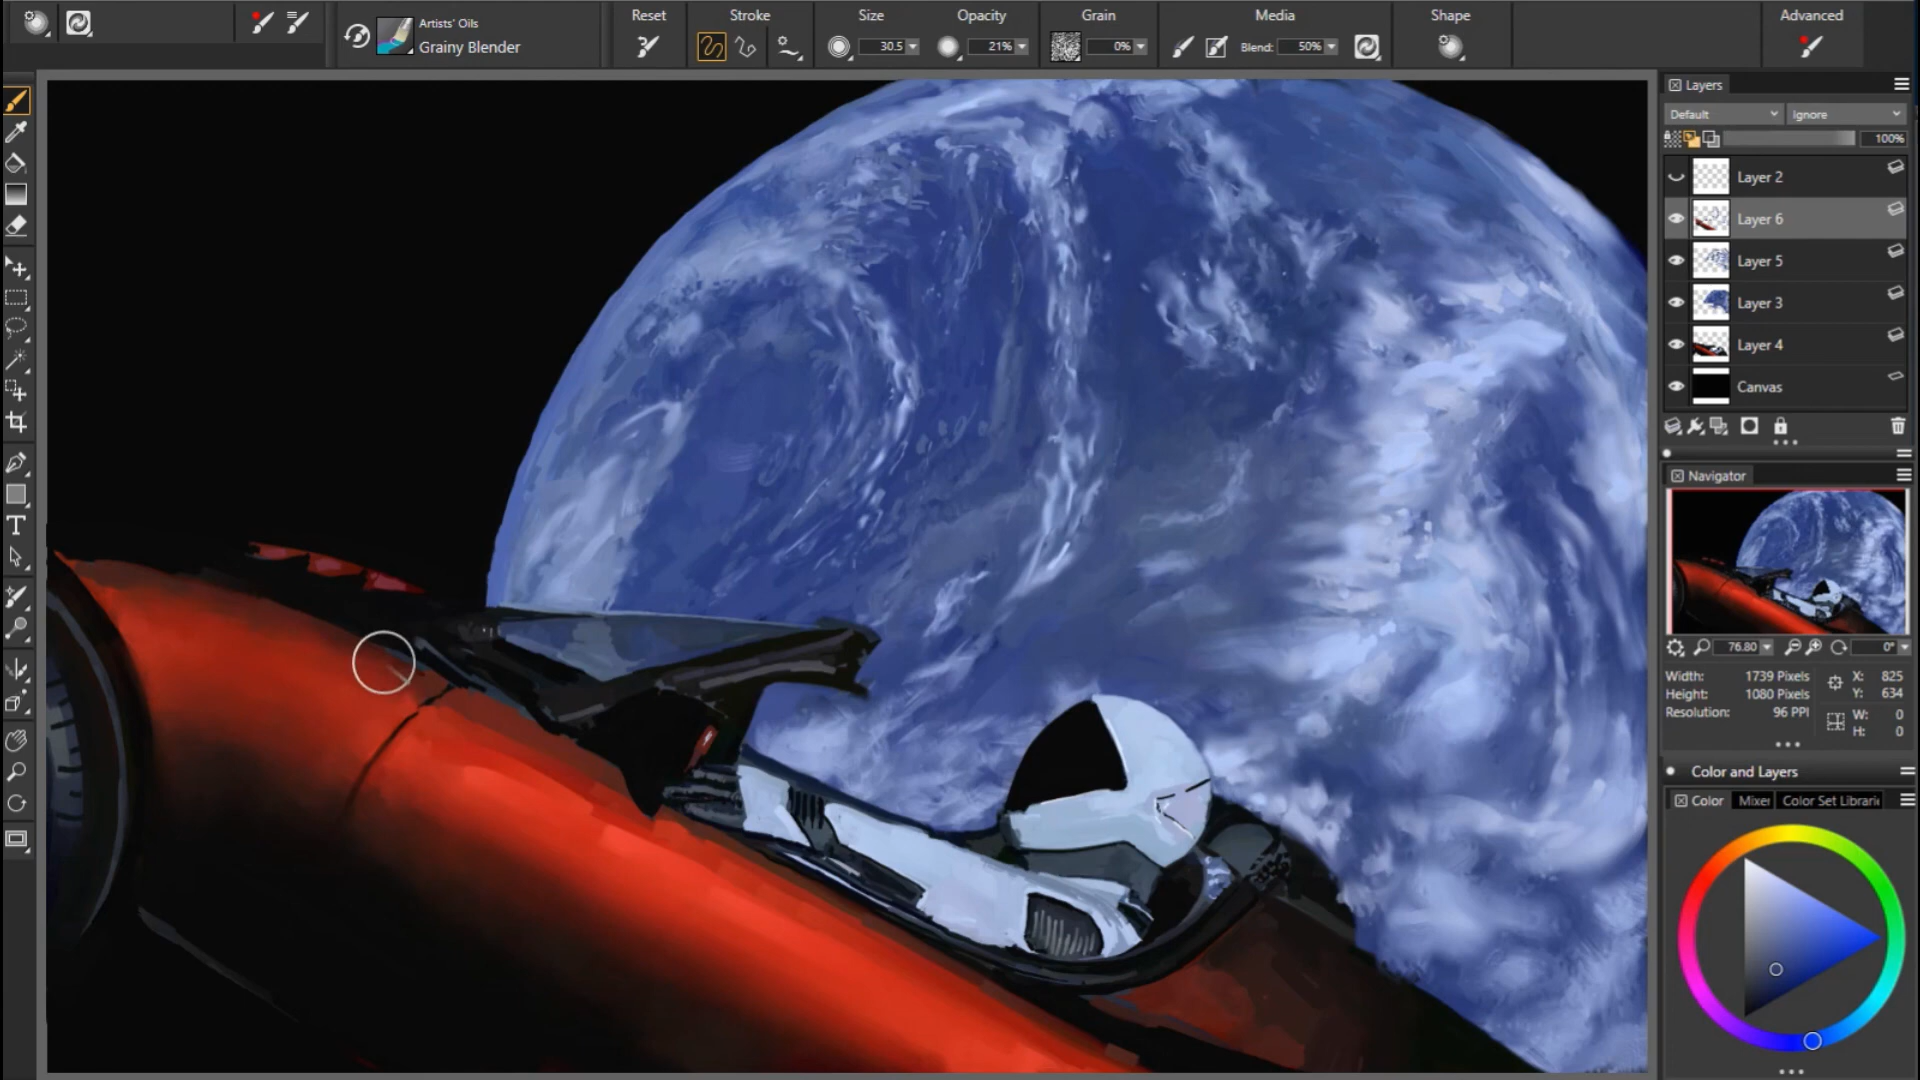 Reset
Stroke
Size
Opacity
Grain
Media
Shape
Advanced
Artists' Oils
Grainy Blender
30.5
21%
0%
Blend: 50%
Layers
Default
Ignore
100%
Layer 2
Layer 6
Layer 5
Layer 3
Layer 4
Canvas
Navigator
76.80
0°
Width: 1739 Pixels
X: 825
Height: 1080 Pixels
Y: 634
Resolution: 96 PPI
W: 0
H: 0
Color and Layers
Color
Mixer
Color Set Librari